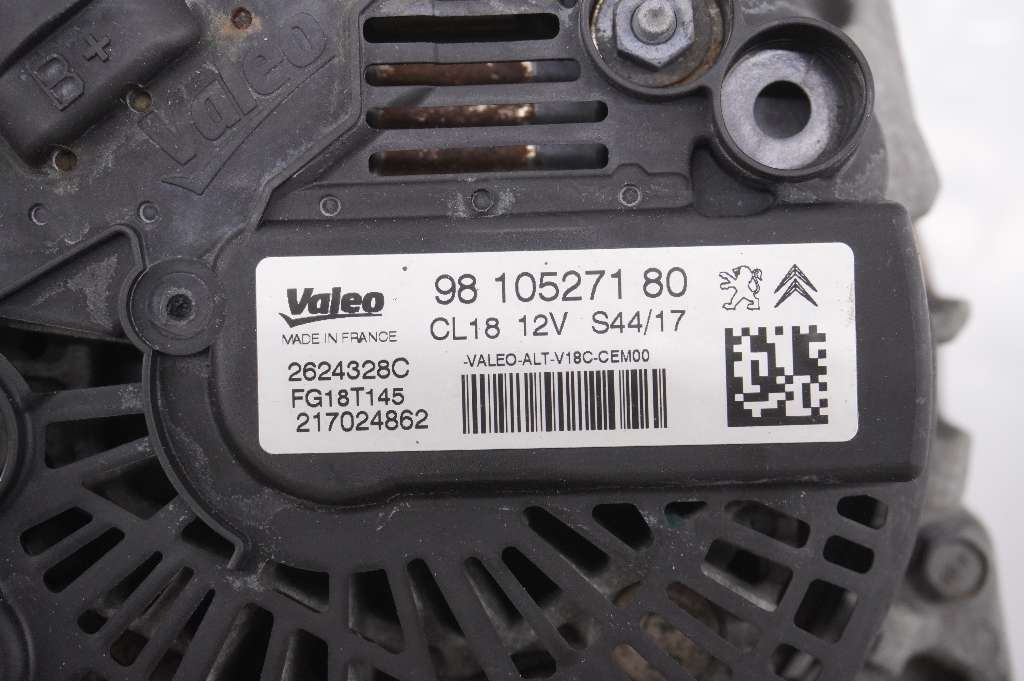 B+
Valeo
Valeo
MADE IN FRANCE
98 105271 80
CL18 12V S44/17
-VALEO-ALT-V18C-CEM00
2624328C
FG18T145
217024862